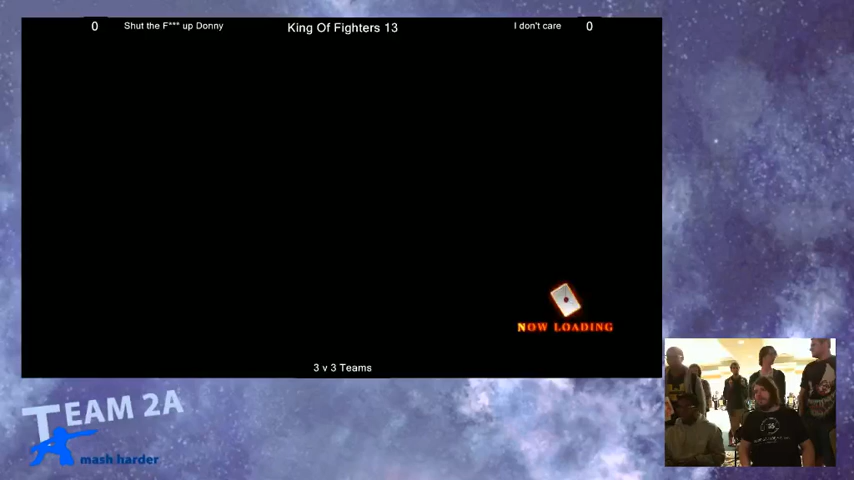 0 Shut the F*** up Donny King Of Fighters 13 I don't care 0
NOW LOADING
3 v 3 Teams
TEAM 2A
mash harder